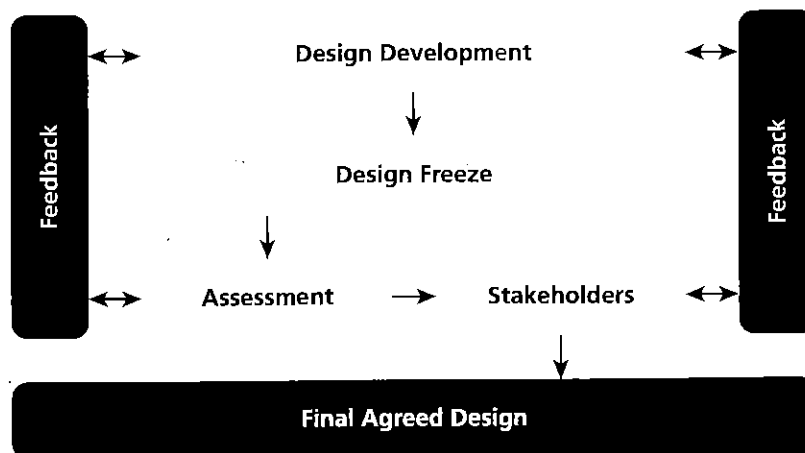 Design Development
Feedback
Feedback
Design Freeze
Assessment
Stakeholders
Final Agreed Design